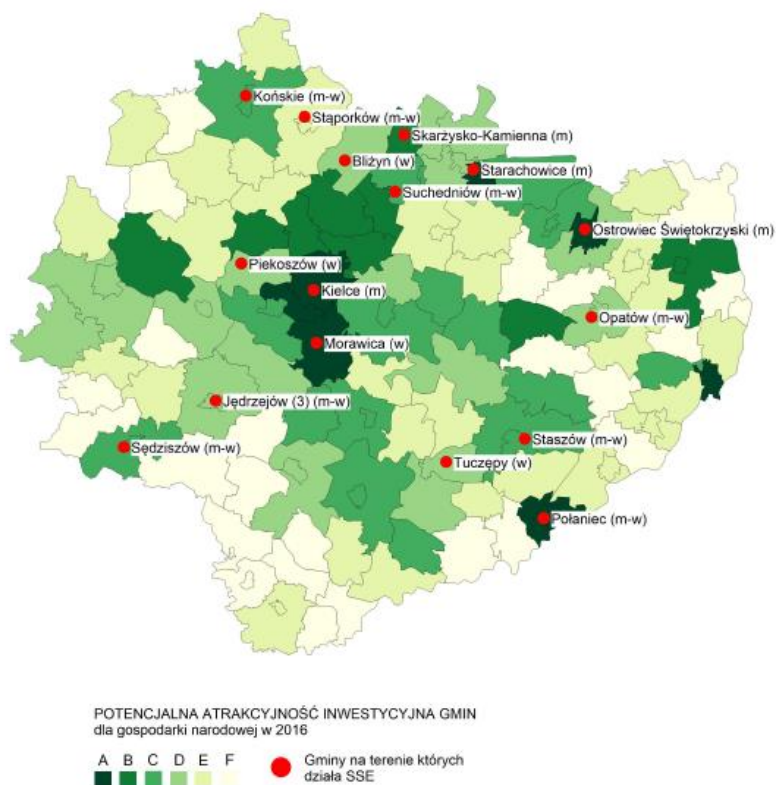 Końskie (m-w)
Stąporków (m-w)
Skarżysko-Kamienna (m)
Bliżyn (w)
Starachowice (m)
Suchedniów (m-w)
Ostrowiec Świętokrzyski (m)
Piekoszów (w)
Kielce (m)
Opatów (m-w)
Morawica (w)
Jędrzejów (3) (m-w)
Sędziszów (m-w)
Staszów (m-w)
Tuczępy (w)
Połaniec (m-w)
POTENCJALNA ATRAKCYJNOŚĆ INWESTYCYJNA GMIN
dla gospodarki narodowej w 2016
A B C D E F
Gminy na terenie których
działa SSE